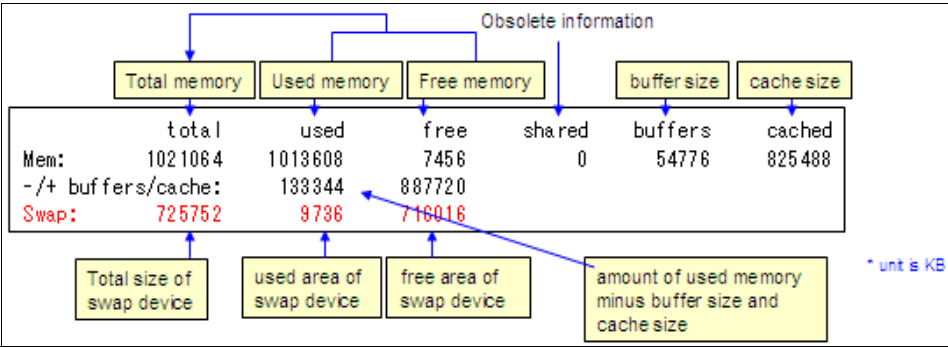 Obsolete information
Total memory Used memory Free memory buffer size cache size
total used free shared buffers cached
Mem: 1021064 1013608 7456 0 54776 825488
-/+ buffers/cache: 133344 887720
Swap: 725752 9736 716016
Total size of swap device
used area of swap device
free area of swap device
amount of used memory minus buffer size and cache size
* unit is KB